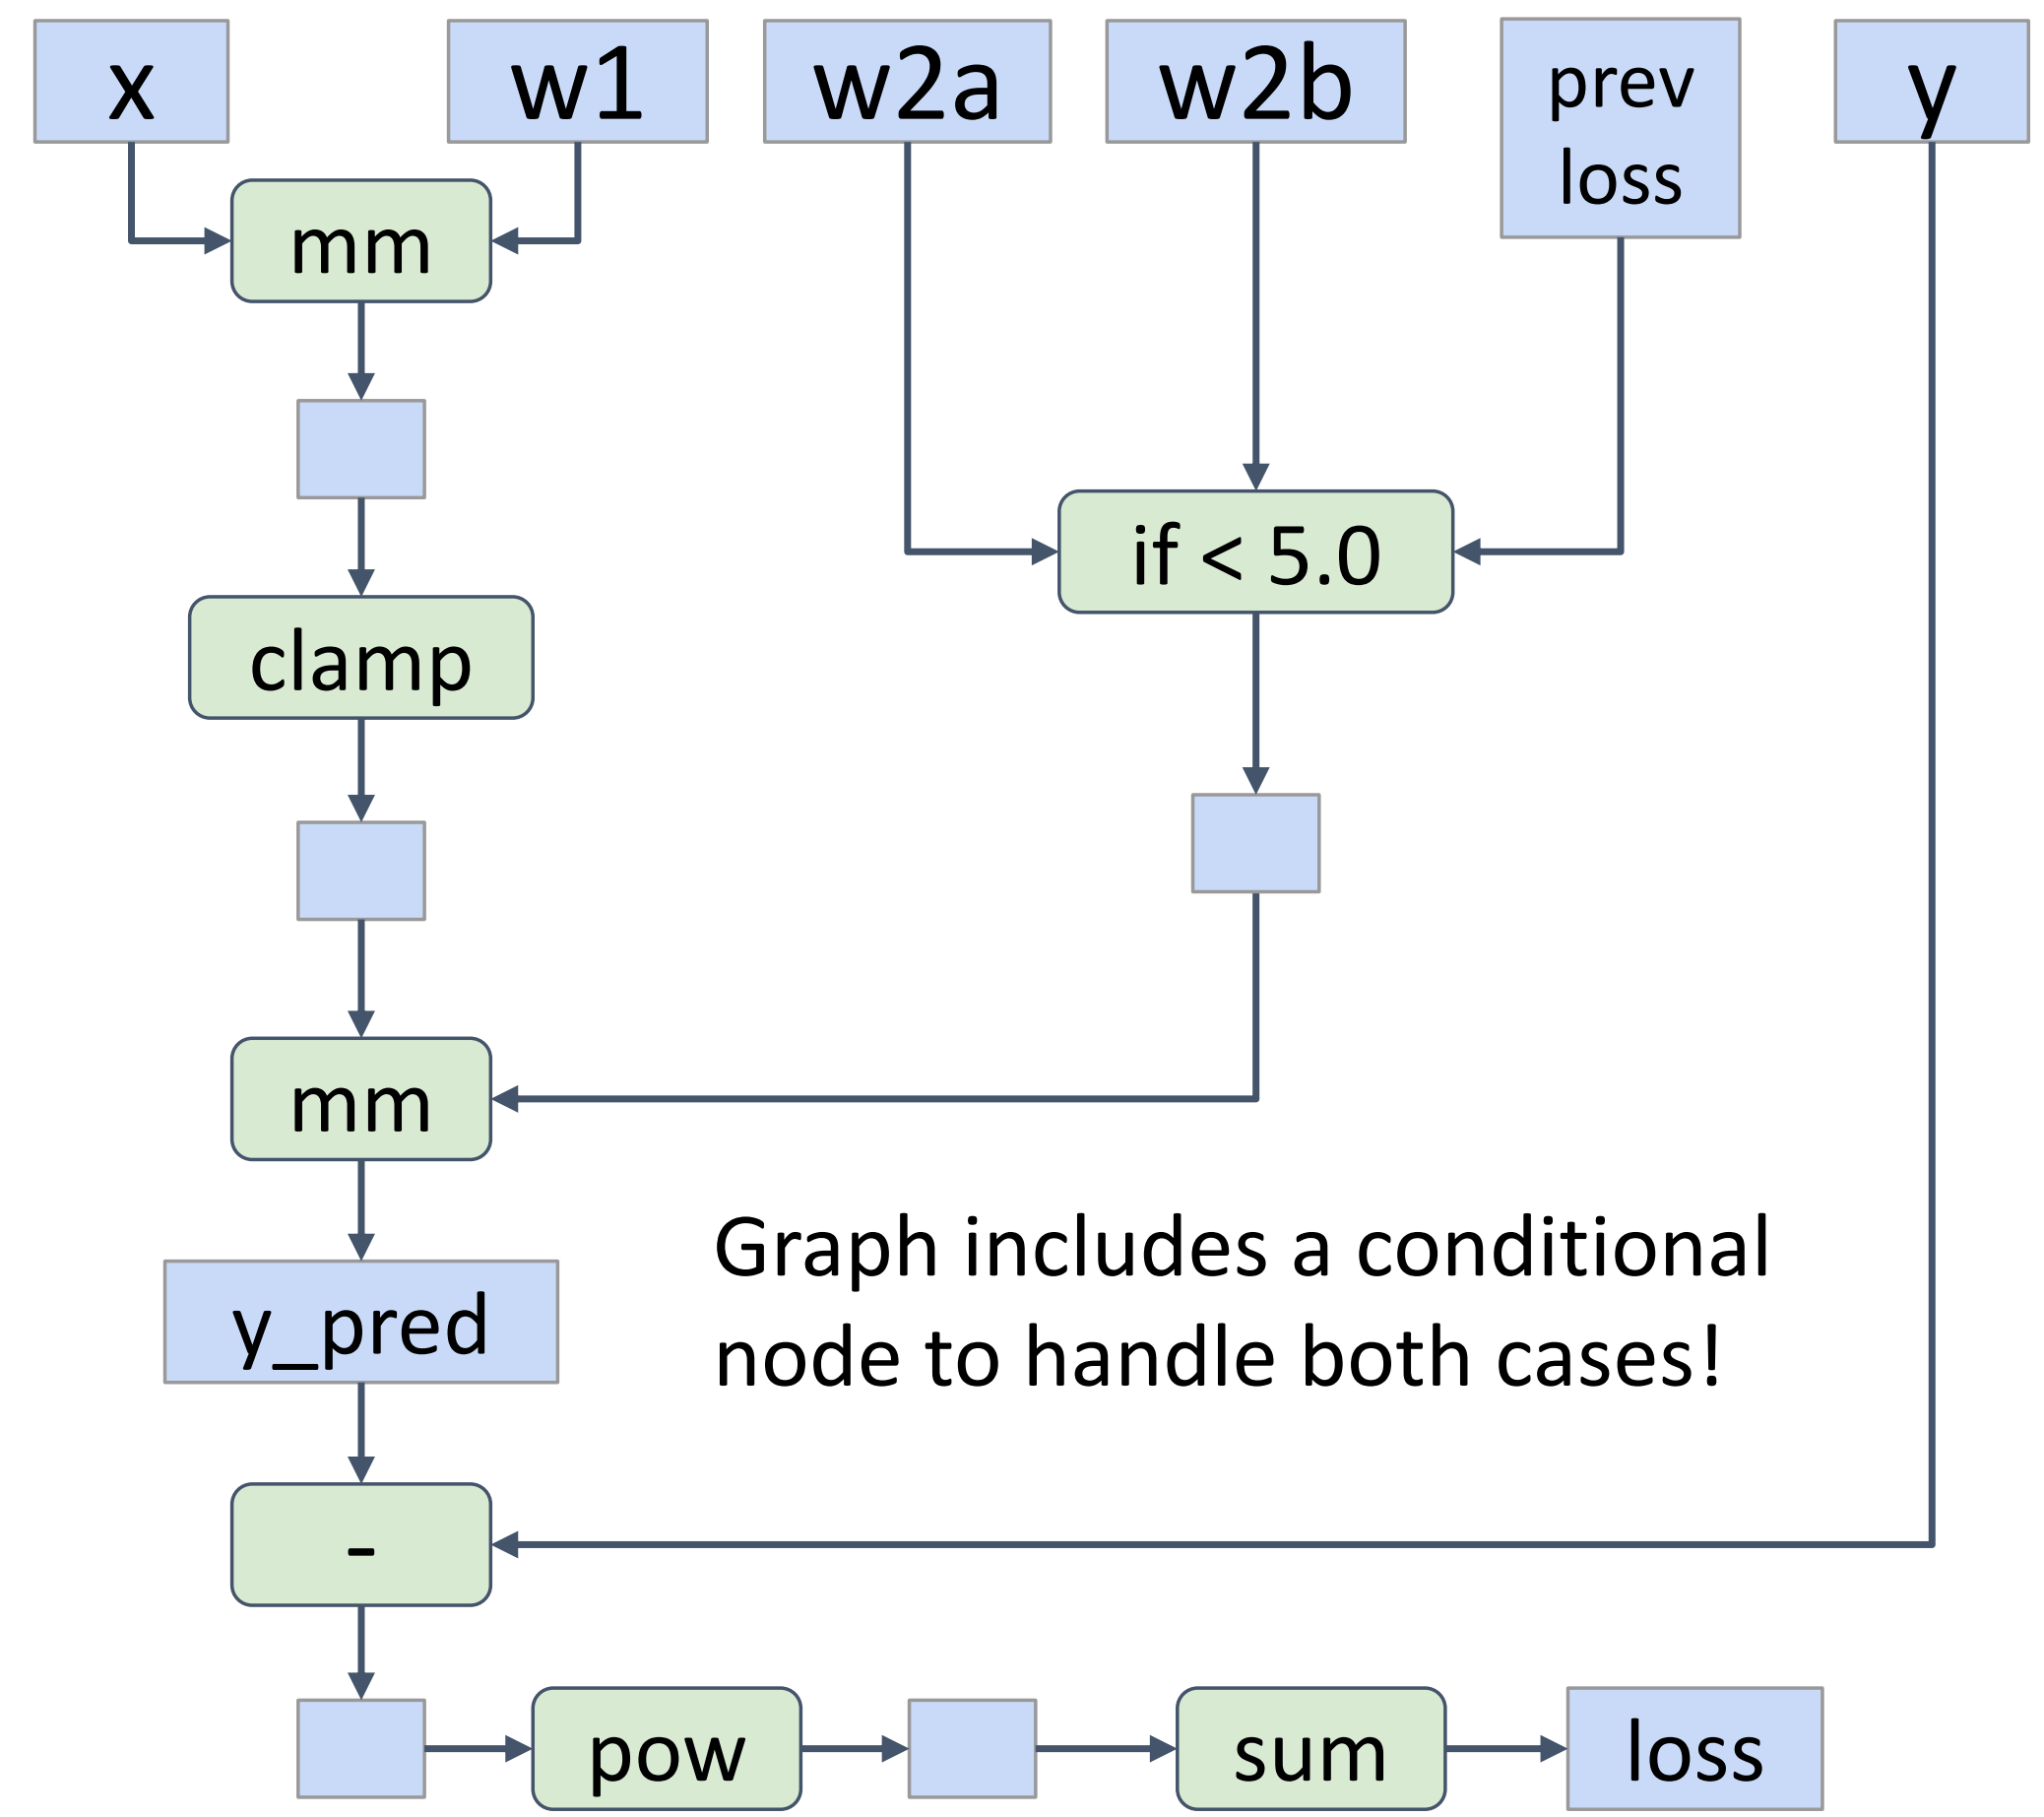 x
w1
w2a
w2b
prev
loss
y
mm
if < 5.0
clamp
mm
Graph includes a conditional
node to handle both cases!
y_pred
-
pow
sum
loss